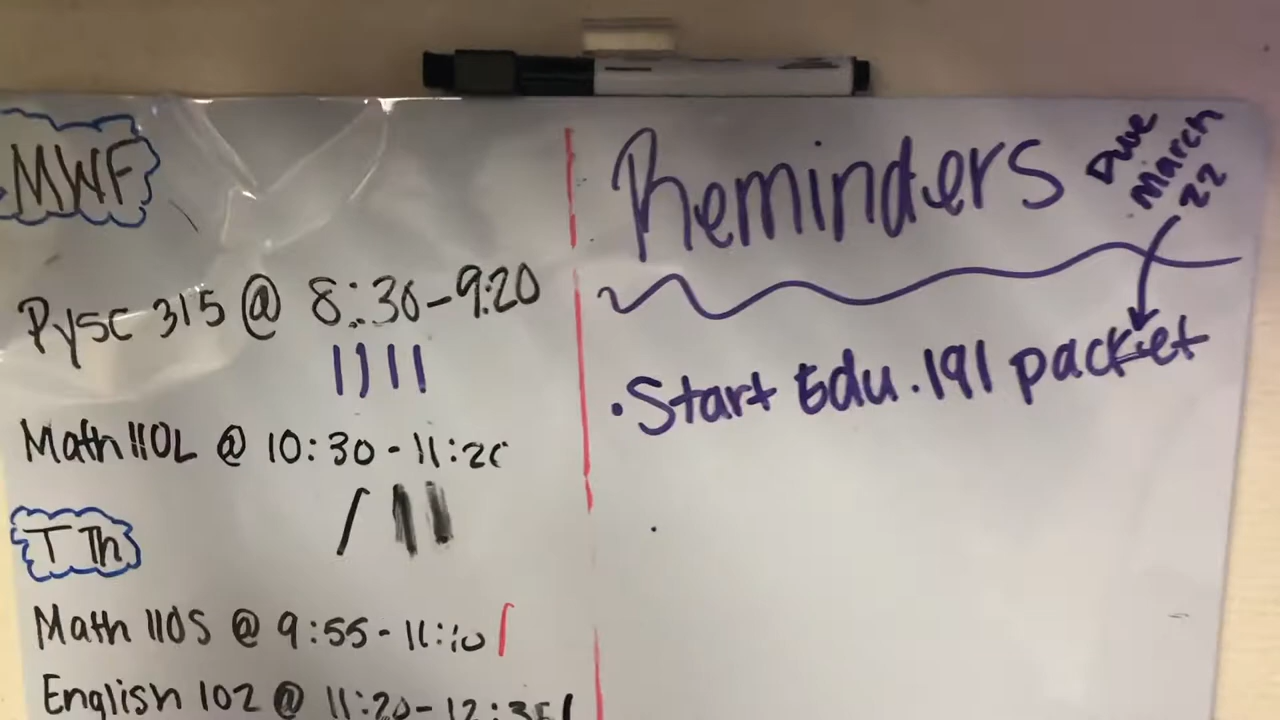 MWF
Pysc 315 @ 8:30-9:20
Math 110L @ 10:30-11:20
T Th
Math 110S @ 9:55-11:10
English 102 @ 11:20-12:35
Reminders
Due
March
22
• Start Edu.191 packet